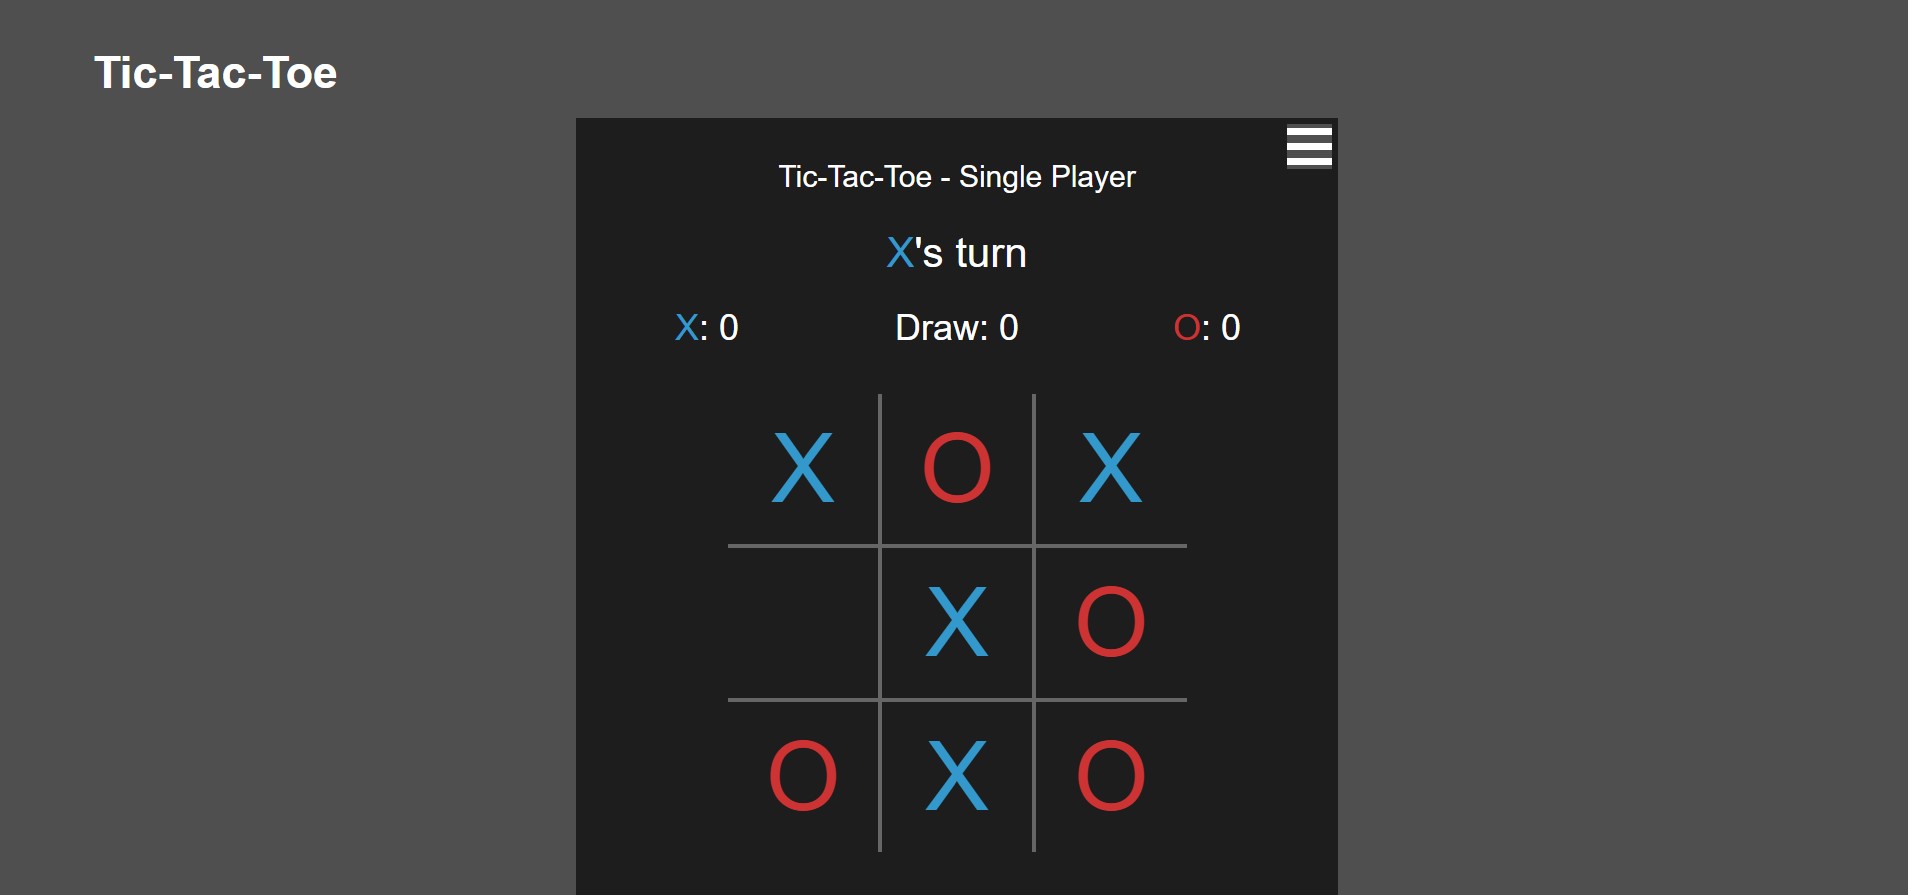 Tic-Tac-Toe
Tic-Tac-Toe - Single Player
X's turn
X: 0 Draw: 0 O: 0
X O X
X O
O X O